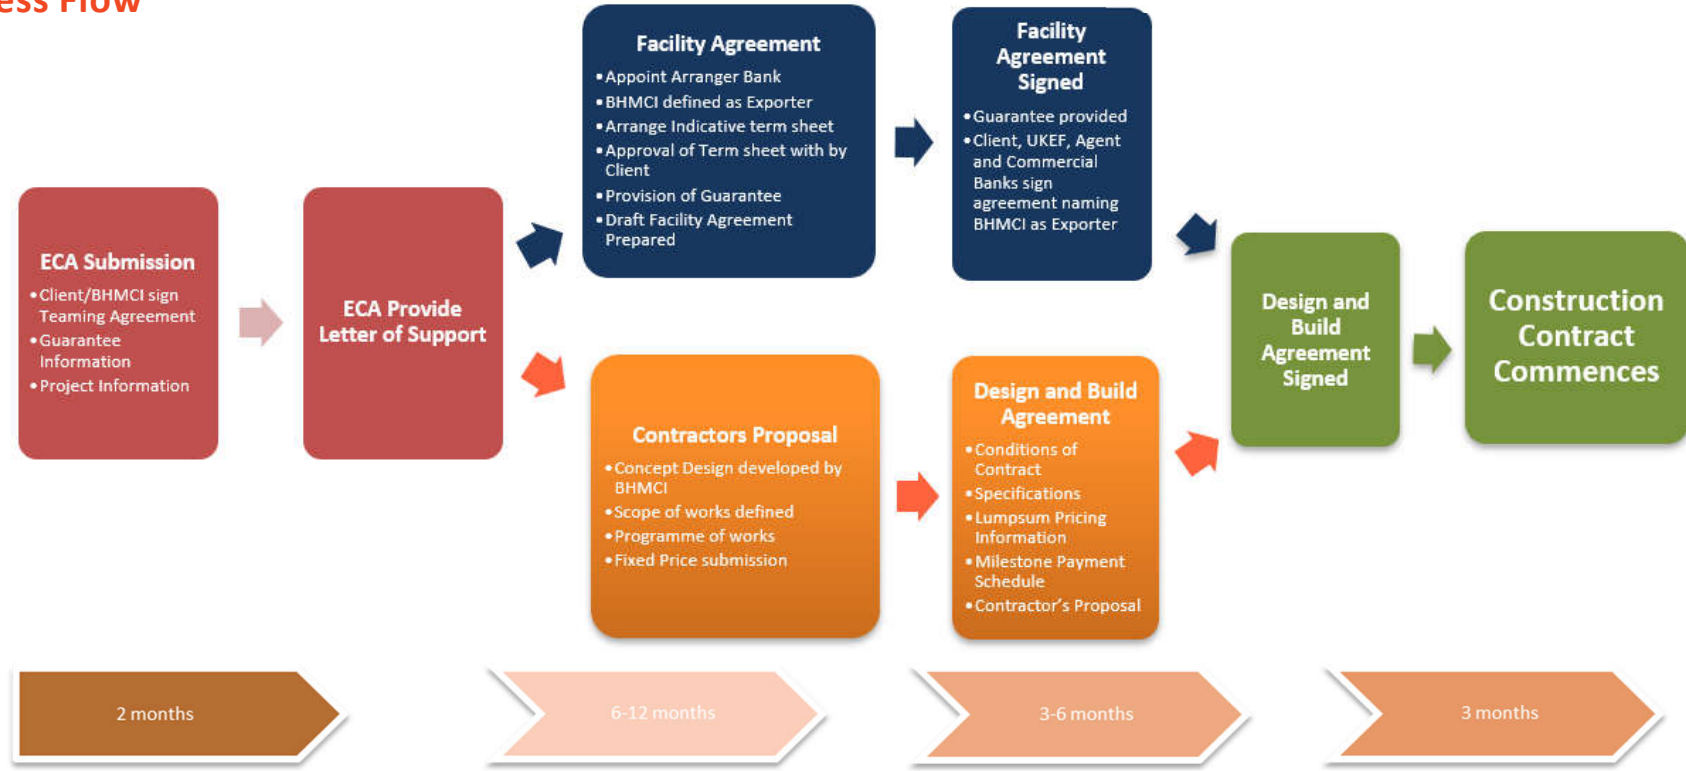 ess Flow
ECA Submission
•Client/BHMCI sign
Teaming Agreement
•Guarantee
Information
•Project Information
ECA Provide
Letter of Support
Facility Agreement
•Appoint Arranger Bank
•BHMCI defined as Exporter
•Arrange Indicative term sheet
•Approval of Term sheet with by
Client
•Provision of Guarantee
•Draft Facility Agreement
Prepared
Contractors Proposal
•Concept Design developed by
BHMCI
•Scope of works defined
•Programme of works
•Fixed Price submission
Facility
Agreement
Signed
•Guarantee provided
•Client, UKEF, Agent
and Commercial
Banks sign
agreement naming
BHMCI as Exporter
Design and Build
Agreement
•Conditions of
Contract
•Specifications
•Lumpsum Pricing
Information
•Milestone Payment
Schedule
•Contractor’s Proposal
Design and
Build
Agreement
Signed
Construction
Contract
Commences
2 months
6-12 months
3-6 months
3 months